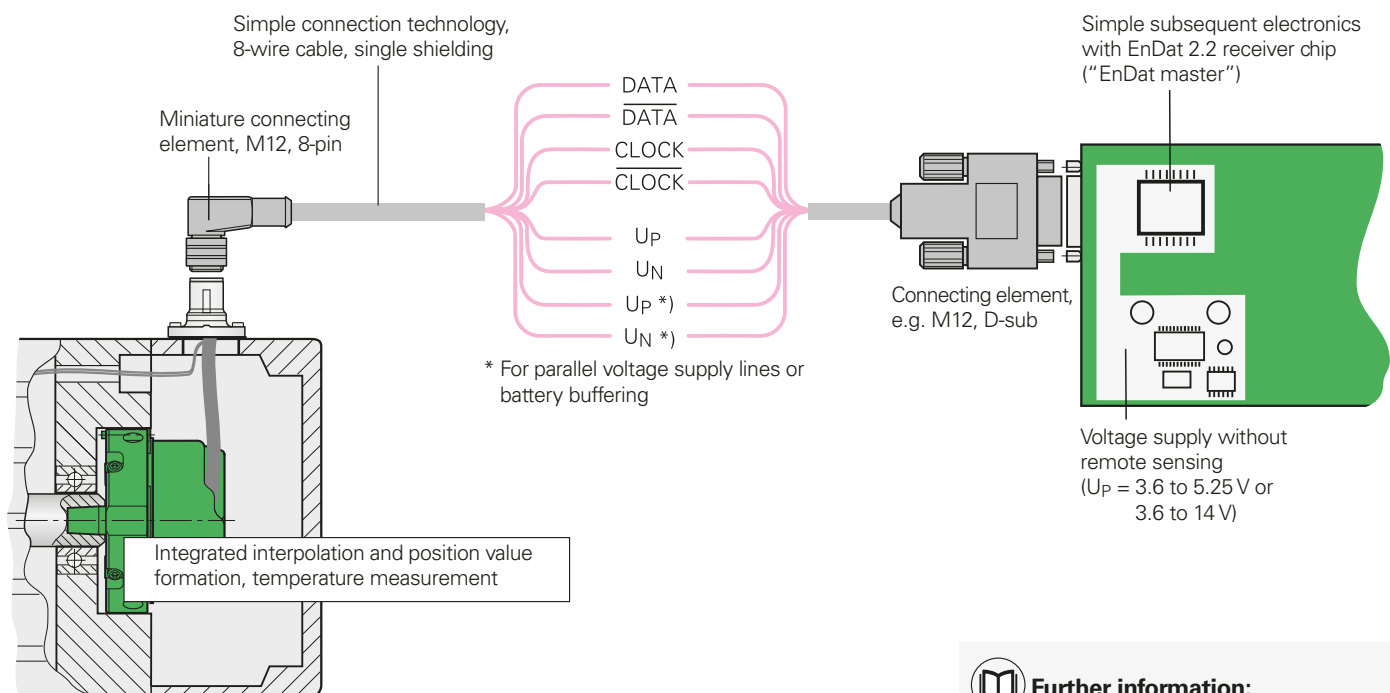 Simple connection technology,
8-wire cable, single shielding
Miniature connecting
element, M12, 8-pin
DATA
D̅A̅T̅A̅
CLOCK
C̅L̅O̅C̅K̅
UP
UN
UP *)
UN *)
* For parallel voltage supply lines or
battery buffering
Simple subsequent electronics
with EnDat 2.2 receiver chip
(“EnDat master”)
Connecting element,
e.g. M12, D-sub
Voltage supply without
remote sensing
(UP = 3.6 to 5.25 V or
3.6 to 14 V)
Integrated interpolation and position value
formation, temperature measurement
Further information: